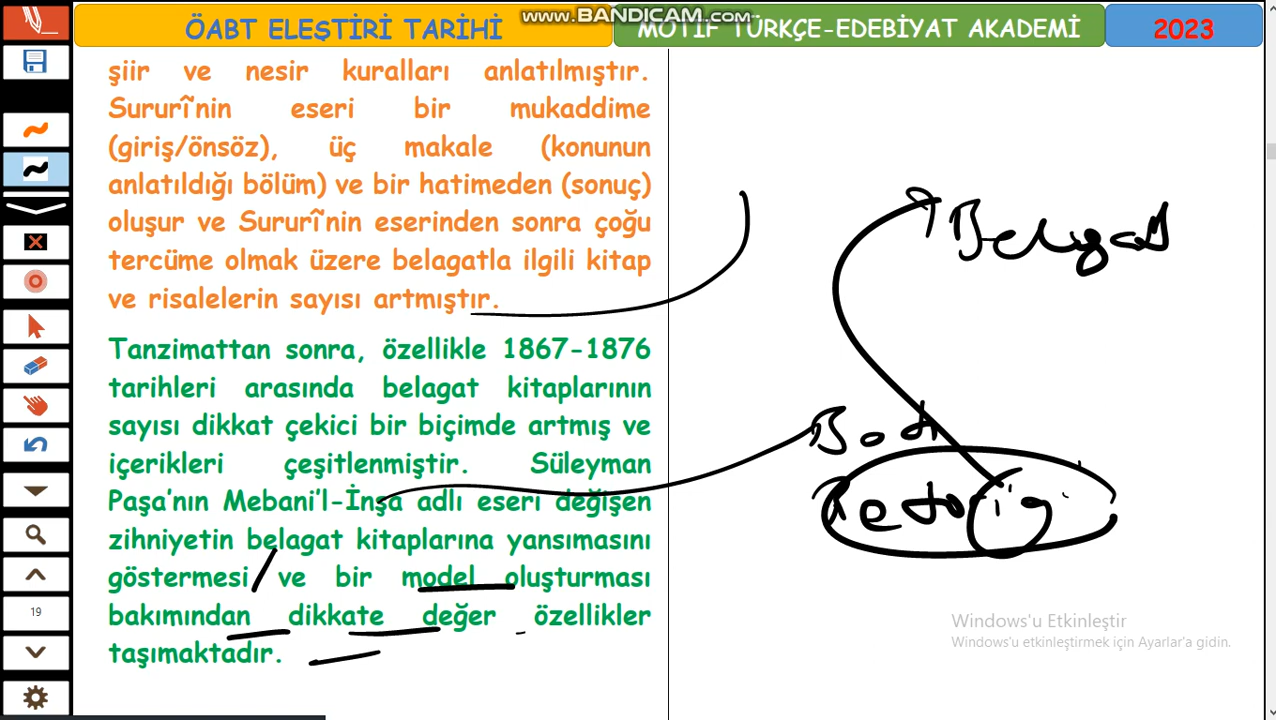 www.BANDICAM.com
ÖABT ELEŞTİRİ TARİHİ
MOTİF TÜRKÇE-EDEBİYAT AKADEMİ
2023
şiir ve nesir kuralları anlatılmıştır.
Sururî'nin eseri bir mukaddime
(giriş/önsöz), üç makale (konunun
anlatıldığı bölüm) ve bir hatimeden (sonuç)
oluşur ve Sururî'nin eserinden sonra çoğu
tercüme olmak üzere belagatla ilgili kitap
ve risalelerin sayısı artmıştır.
Tanzimattan sonra, özellikle 1867-1876
tarihleri arasında belagat kitaplarının
sayısı dikkat çekici bir biçimde artmış ve
içerikleri çeşitlenmiştir. Süleyman
Paşa'nın Mebani'l-İnşa adlı eseri değişen
zihniyetin belagat kitaplarına yansımasını
göstermesi ve bir model oluşturması
bakımından dikkate değer özellikler
taşımaktadır.
Belagat
Batı
Retoriği
19
Windows'u Etkinleştir
Windows'u etkinleştirmek için Ayarlar'a gidin.